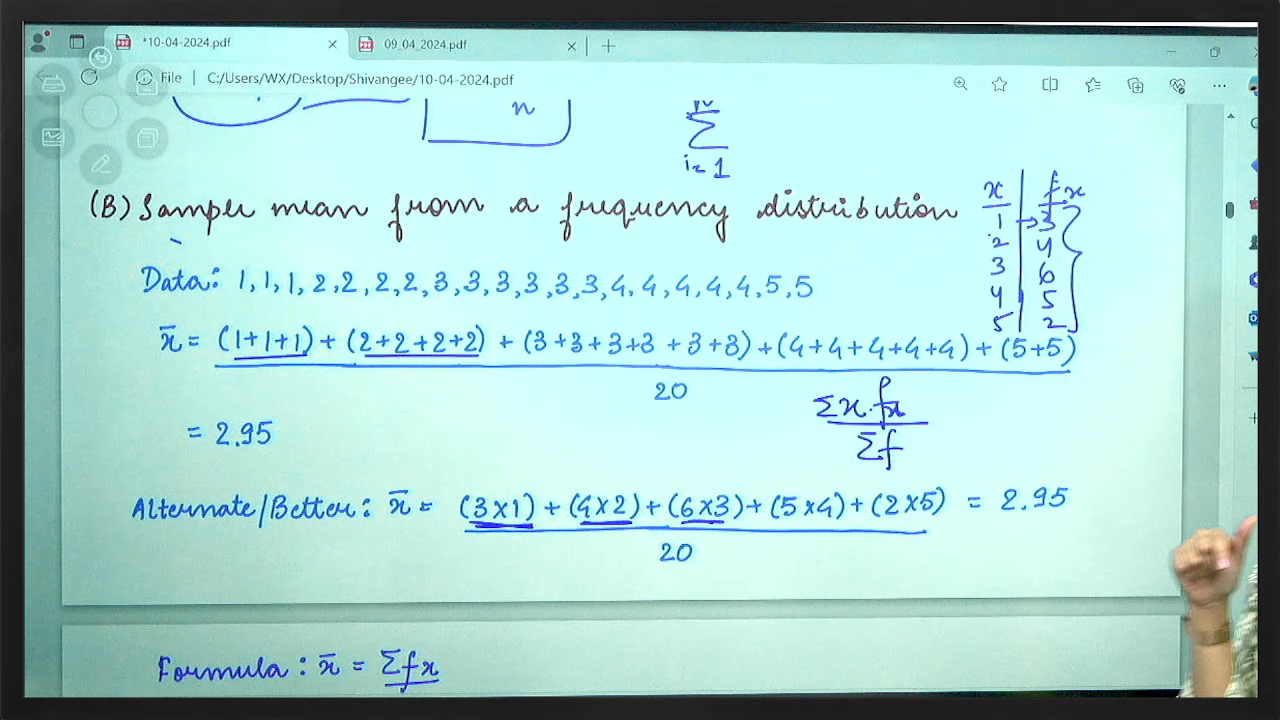 *10-04-2024.pdf
09_04_2024.pdf
File | C:/Users/WX/Desktop/Shivangee/10-04-2024.pdf
n
Σ
i=1
(B) Sample mean from a frequency distribution
x | fx
1 → 3
2 | 4
3 | 6
4 | 5
5 | 2
Data: 1, 1, 1, 2, 2, 2, 2, 3, 3, 3, 3, 3, 3, 4, 4, 4, 4, 4, 5, 5
x̄ = (1+1+1) + (2+2+2+2) + (3+3+3+3+3+3) + (4+4+4+4+4) + (5+5)
20
= 2.95
Σx.fx
Σf
Alternate/Better: x̄ = (3×1) + (4×2) + (6×3) + (5×4) + (2×5) = 2.95
20
Formula: x̄ = Σfx